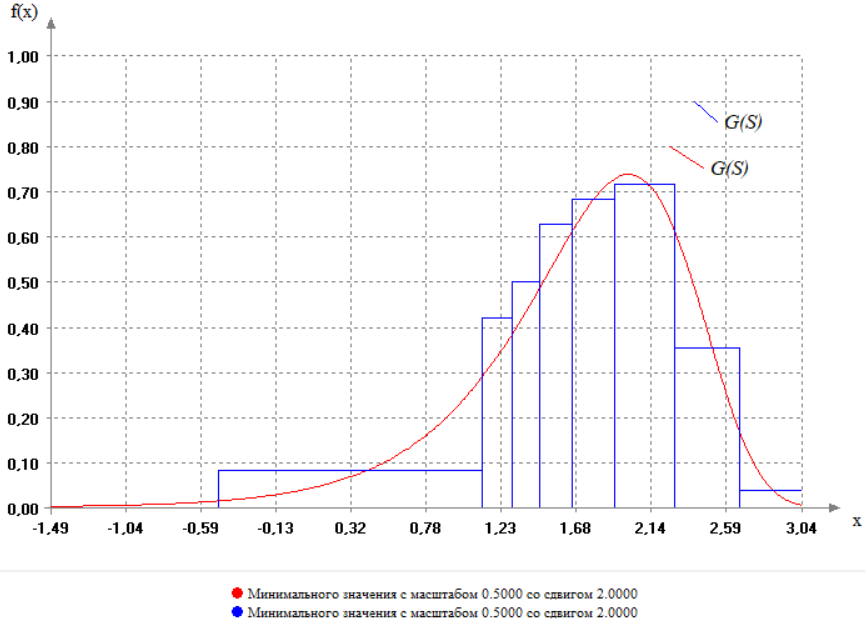 f(x)
1,00
0,90
G(S)
0,80
G(S)
0,70
0,60
0,50
0,40
0,30
0,20
0,10
0,00
-1,49 -1,04 -0,59 -0,13 0,32 0,78 1,23 1,68 2,14 2,59 3,04
x
Минимального значения с масштабом 0.5000 со сдвигом 2.0000
Минимального значения с масштабом 0.5000 со сдвигом 2.0000